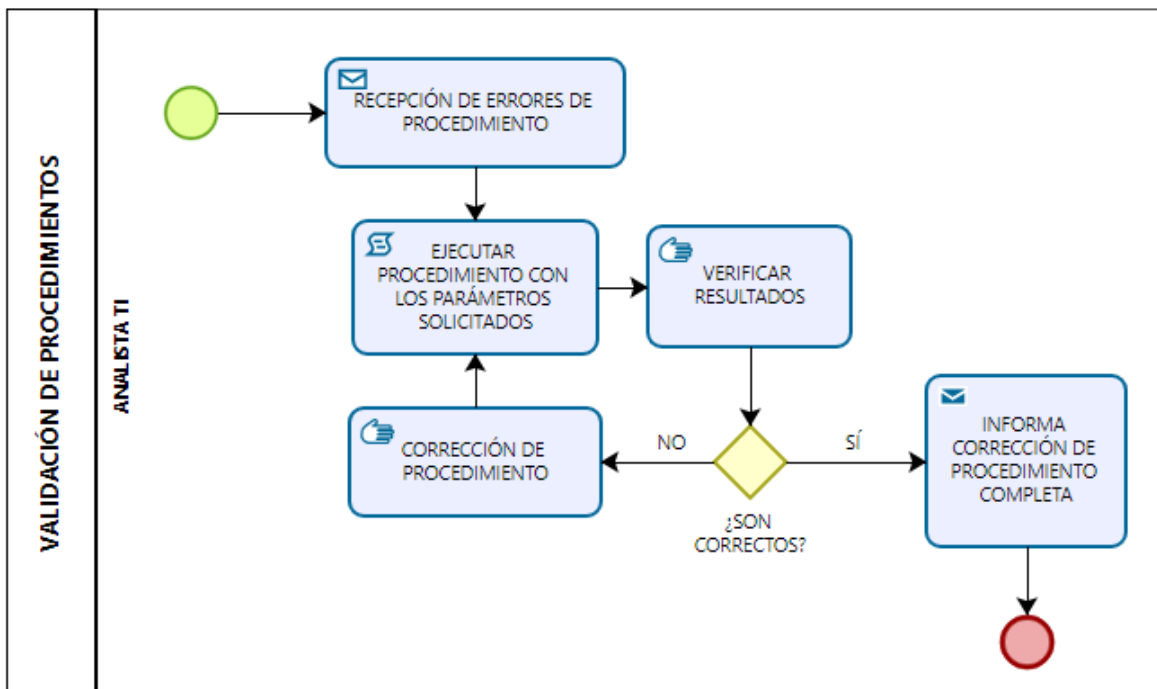 VALIDACIÓN DE PROCEDIMIENTOS
ANALISTA TI
RECEPCIÓN DE ERRORES DE
PROCEDIMIENTO
EJECUTAR
PROCEDIMIENTO CON
LOS PARÁMETROS
SOLICITADOS
VERIFICAR
RESULTADOS
CORRECCIÓN DE
PROCEDIMIENTO
NO
SÍ
¿SON
CORRECTOS?
INFORMA
CORRECCIÓN DE
PROCEDIMIENTO
COMPLETA